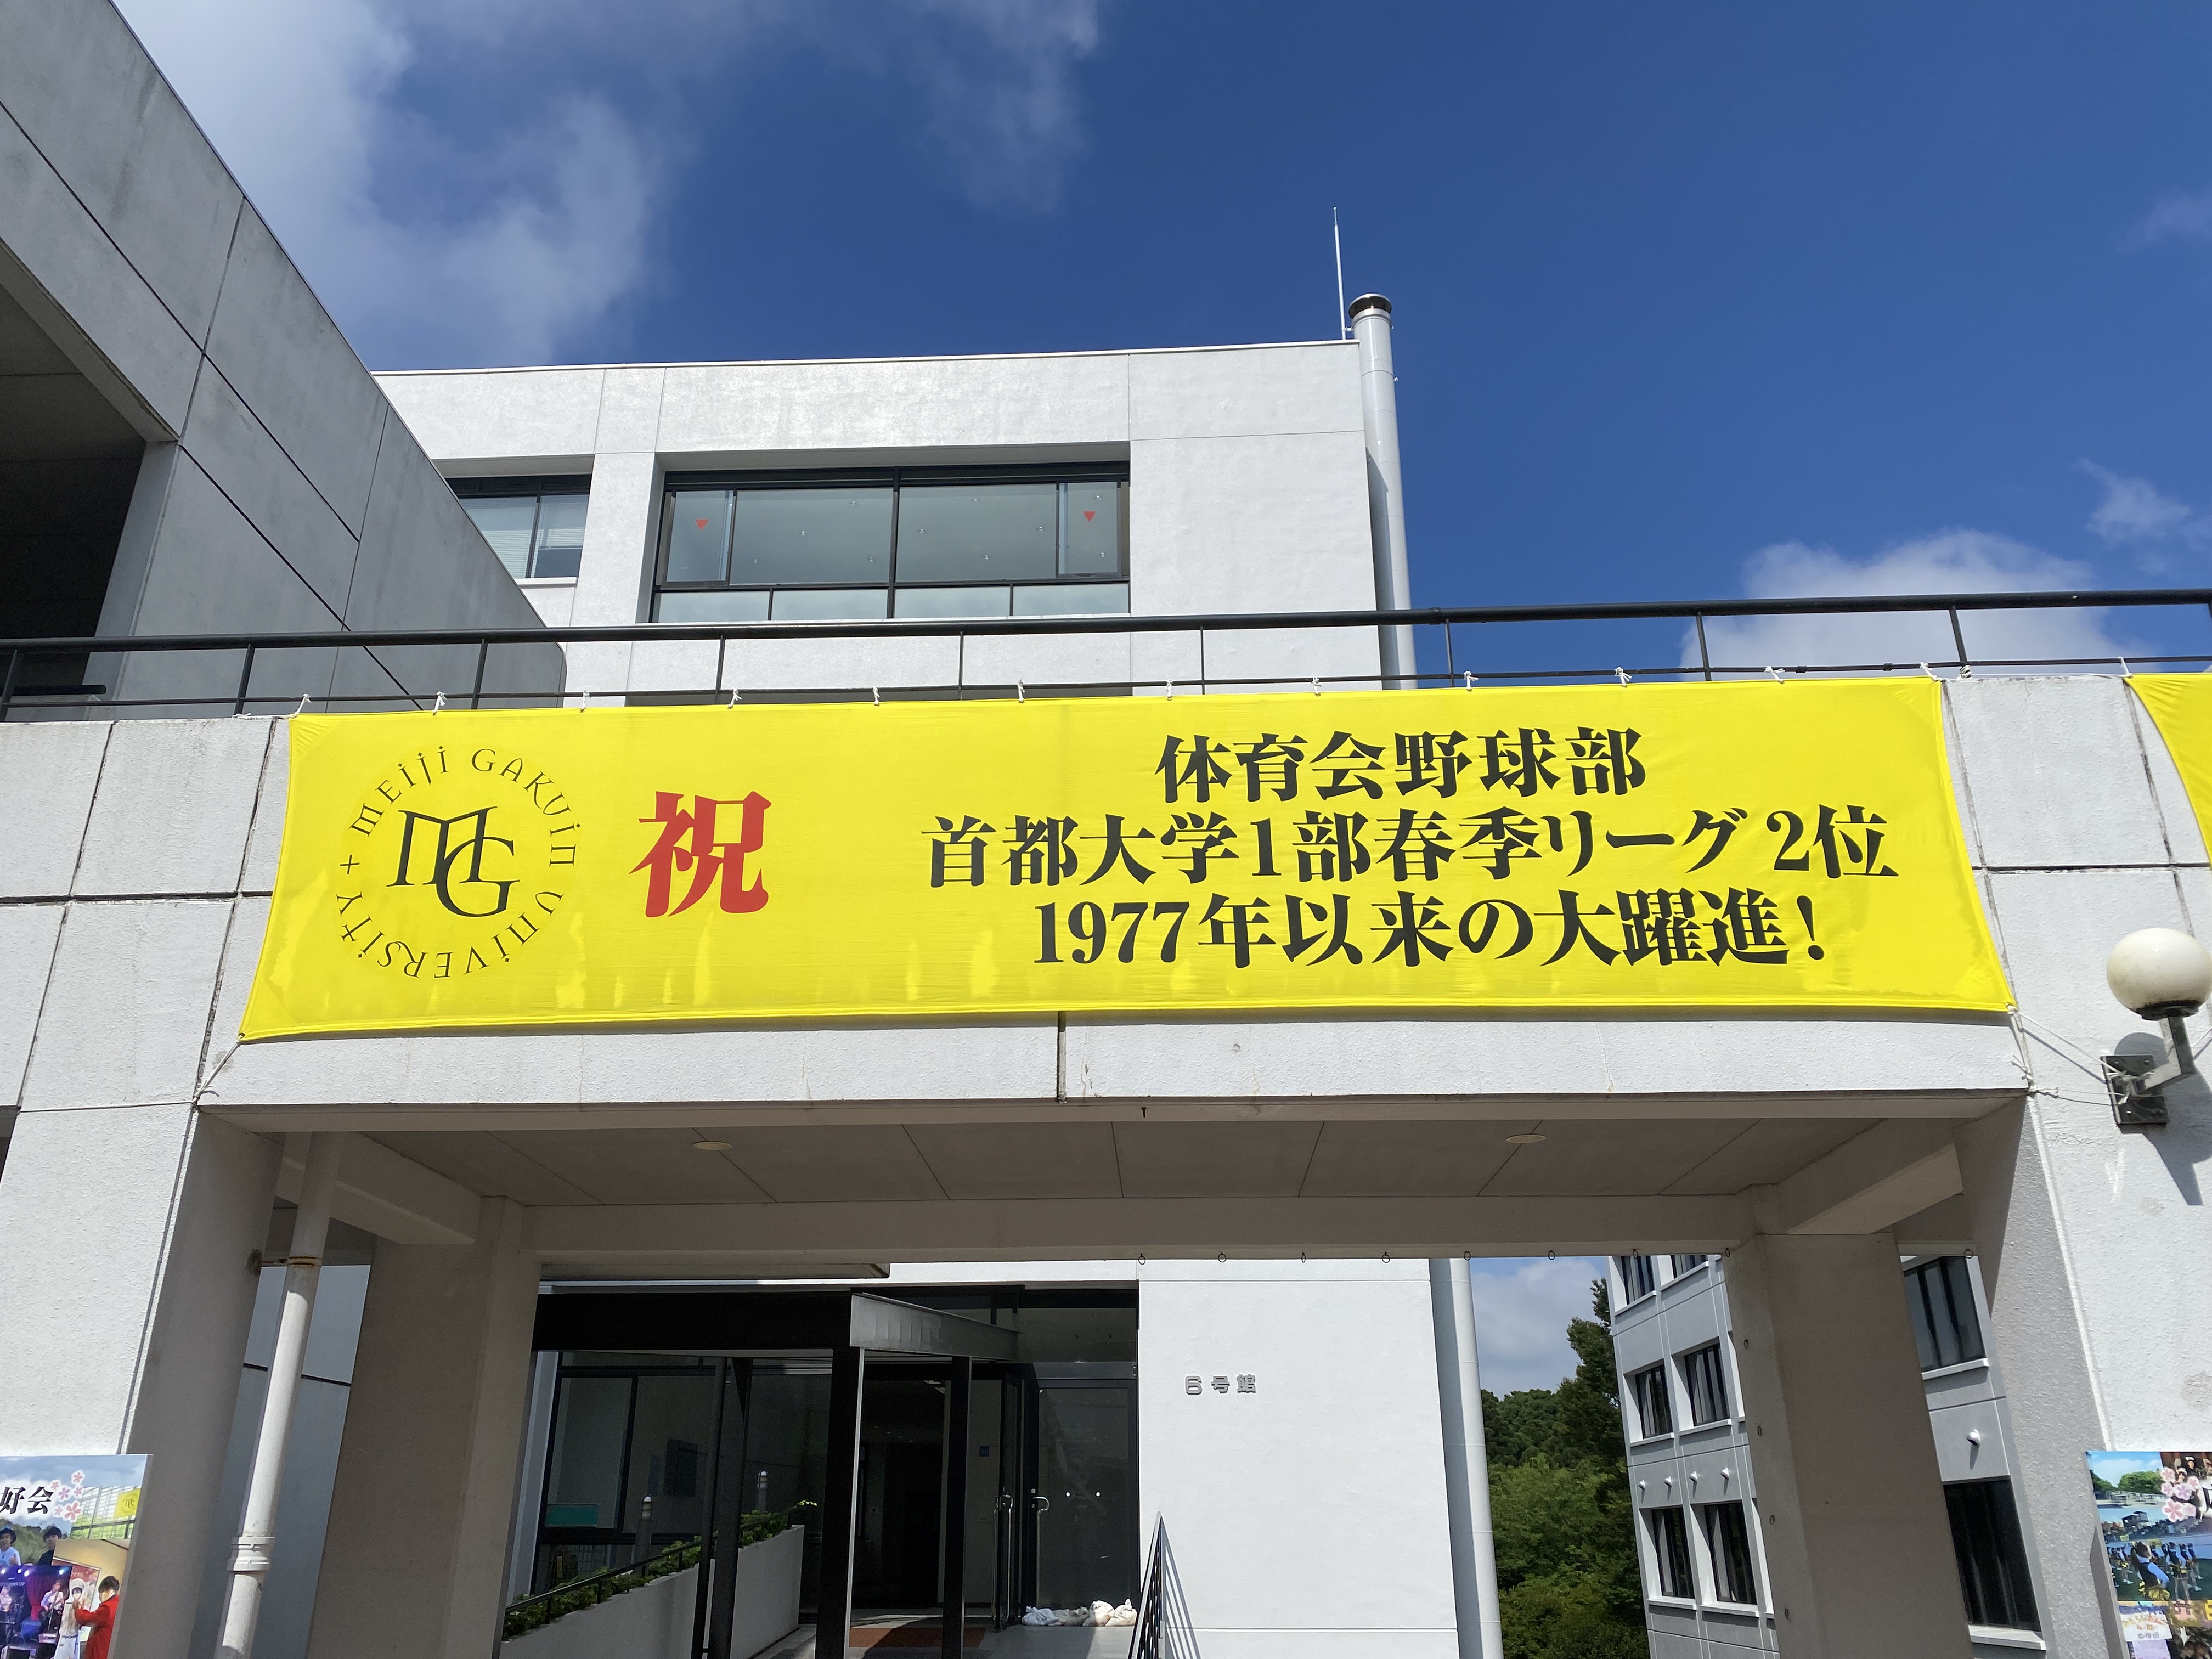 MEIJI GAKUIN UNIVERSITY +
MG
祝
体育会野球部
首都大学1部春季リーグ2位
1977年以来の大躍進!
6号館
好会